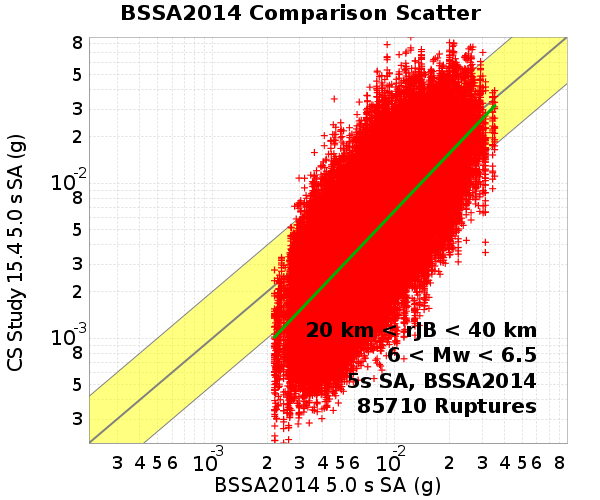 BSSA2014 Comparison Scatter
CS Study 15.4 5.0 s SA (g)
8
5
3
2
10^-2
8
5
3
2
10^-3
8
5
3
20 km < rJB < 40 km
6 < Mw < 6.5
5s SA, BSSA2014
85710 Ruptures
3 4 5 6 10^-3 2 3 4 5 6 10^-2 2 3 4 5 6 8
BSSA2014 5.0 s SA (g)